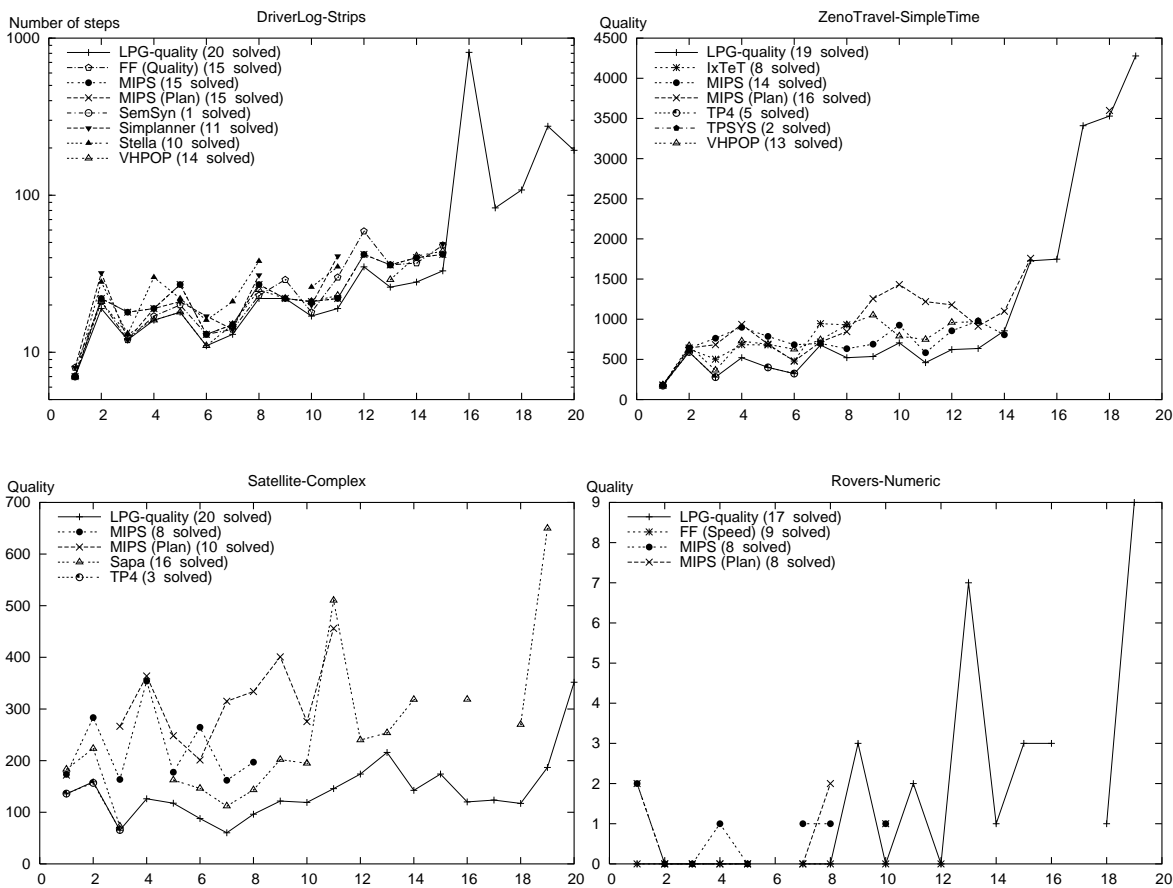 DriverLog-Strips
Number of steps
1000
100
10
LPG-quality (20 solved)
FF (Quality) (15 solved)
MIPS (15 solved)
MIPS (Plan) (15 solved)
SemSyn (1 solved)
Simplanner (11 solved)
Stella (10 solved)
VHPOP (14 solved)
0 2 4 6 8 10 12 14 16 18 20
ZenoTravel-SimpleTime
Quality
4500
4000
3500
3000
2500
2000
1500
1000
500
0
LPG-quality (19 solved)
IxTeT (8 solved)
MIPS (14 solved)
MIPS (Plan) (16 solved)
TP4 (5 solved)
TPSYS (2 solved)
VHPOP (13 solved)
0 2 4 6 8 10 12 14 16 18 20
Satellite-Complex
Quality
700
600
500
400
300
200
100
0
LPG-quality (20 solved)
MIPS (8 solved)
MIPS (Plan) (10 solved)
Sapa (16 solved)
TP4 (3 solved)
0 2 4 6 8 10 12 14 16 18 20
Rovers-Numeric
Quality
9
8
7
6
5
4
3
2
1
0
LPG-quality (17 solved)
FF (Speed) (9 solved)
MIPS (8 solved)
MIPS (Plan) (8 solved)
0 2 4 6 8 10 12 14 16 18 20